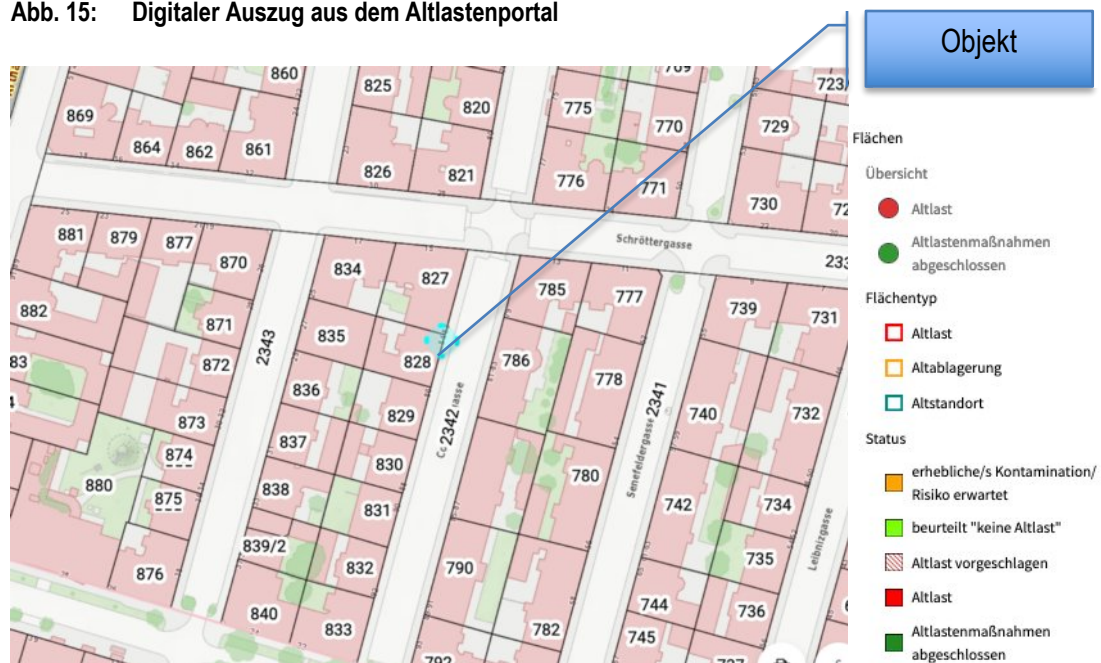 Abb. 15: Digitaler Auszug aus dem Altlastenportal
Objekt
860
825
820
775
770
729
869
864
862
861
826
821
776
771
730
Schröttergasse
881
879
877
870
834
827
785
777
739
731
882
871
2343
835
828
786
778
872
836
829
2342
2341
Senefeldergasse
740
732
873
837
830
874
880
875
838
831
780
742
734
Leibnizgasse
839/2
832
790
735
876
840
833
782
744
745
736
Flächen
Übersicht
Altlast
Altlastenmaßnahmen
abgeschlossen
Flächentyp
Altlast
Altablagerung
Altstandort
Status
erhebliche/s Kontamination/
Risiko erwartet
beurteilt "keine Altlast"
Altlast vorgeschlagen
Altlast
Altlastenmaßnahmen
abgeschlossen